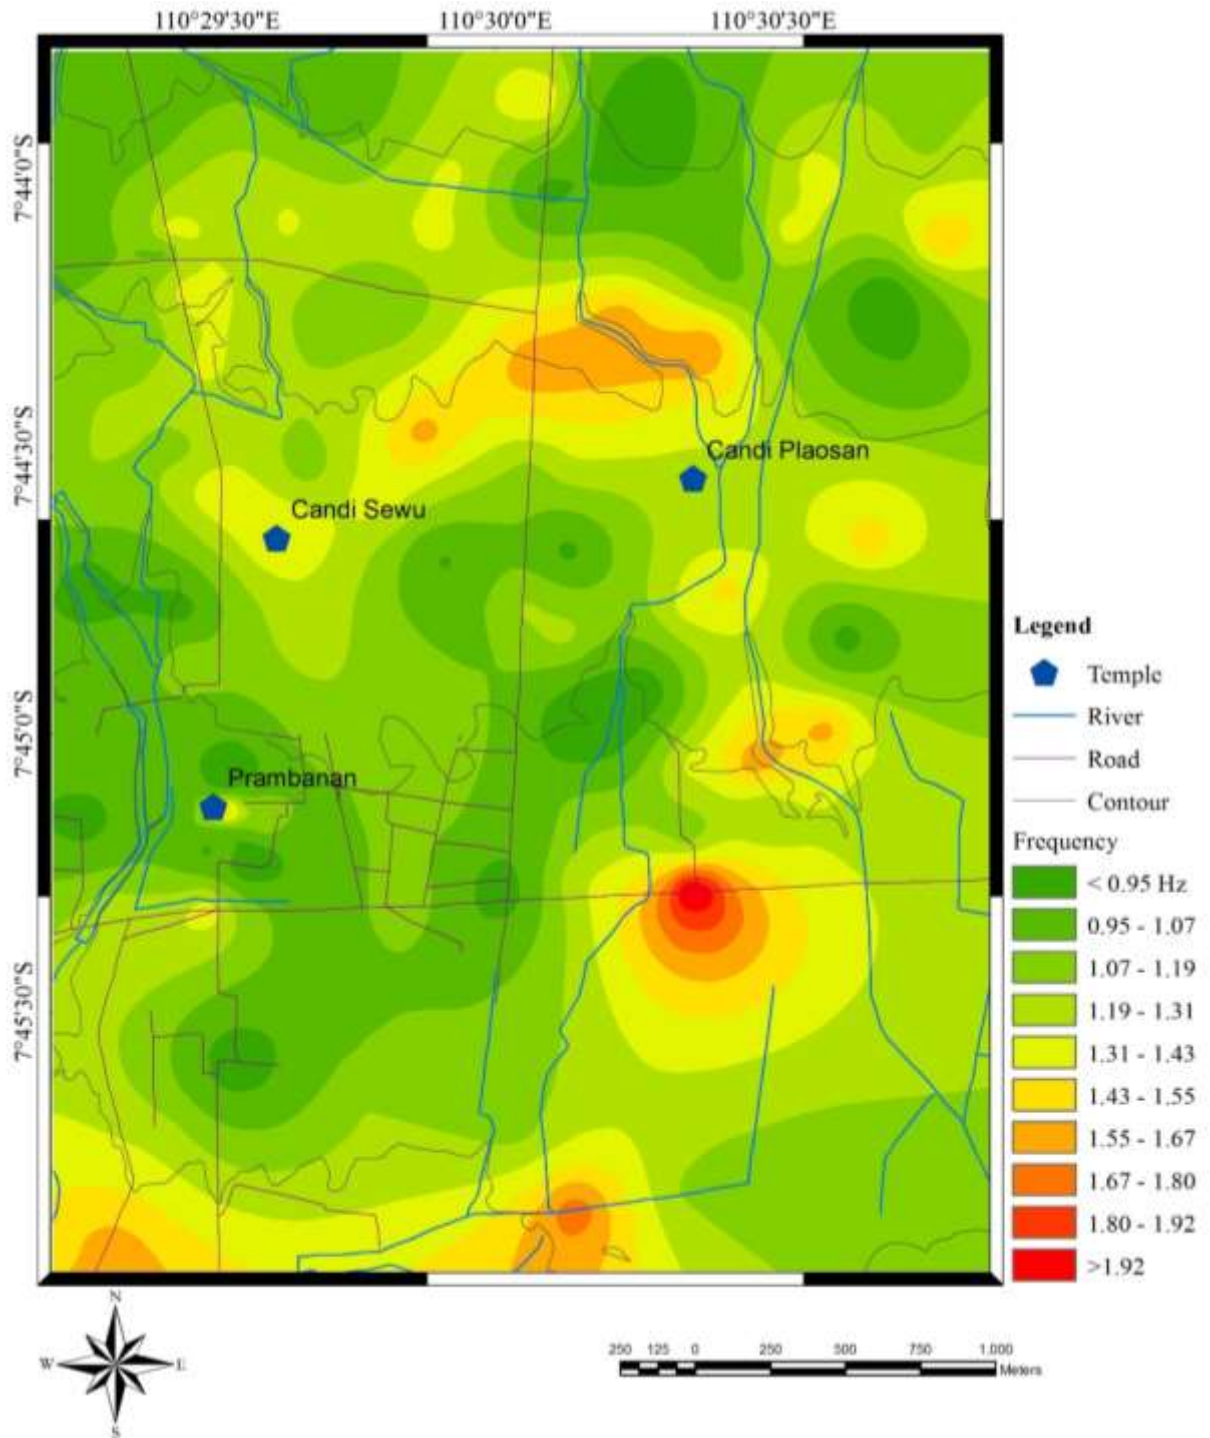 110°29'30"E 110°30'0"E 110°30'30"E
7°44'0"S
7°44'30"S
7°45'0"S
7°45'30"S
Candi Plaosan
Candi Sewu
Prambanan
Legend
Temple
River
Road
Contour
Frequency
< 0.95 Hz
0.95 - 1.07
1.07 - 1.19
1.19 - 1.31
1.31 - 1.43
1.43 - 1.55
1.55 - 1.67
1.67 - 1.80
1.80 - 1.92
>1.92
N
W E
S
250 125 0 250 500 750 1.000
Meters